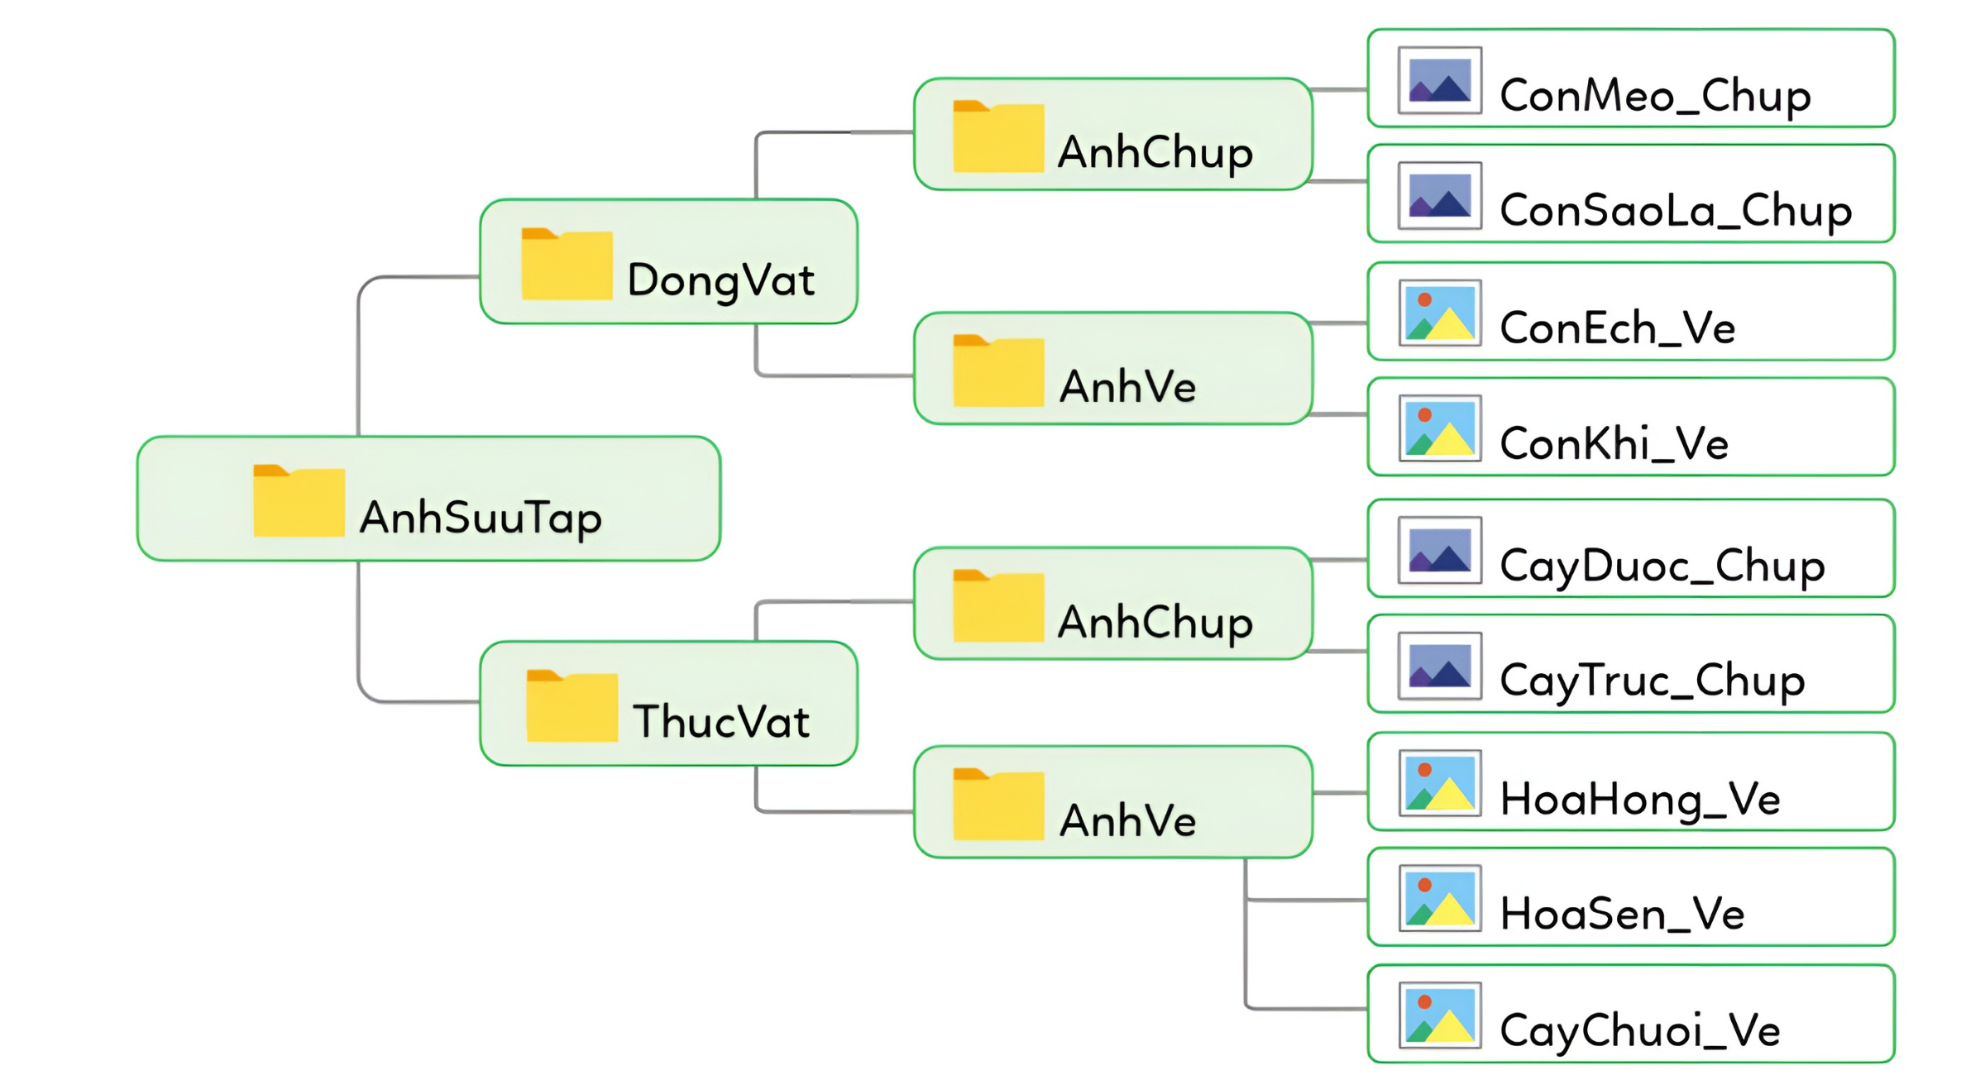 AnhSuuTap
DongVat
AnhChup
ConMeo_Chup
ConSaoLa_Chup
AnhVe
ConEch_Ve
ConKhi_Ve
ThucVat
AnhChup
CayDuoc_Chup
CayTruc_Chup
AnhVe
HoaHong_Ve
HoaSen_Ve
CayChuoi_Ve